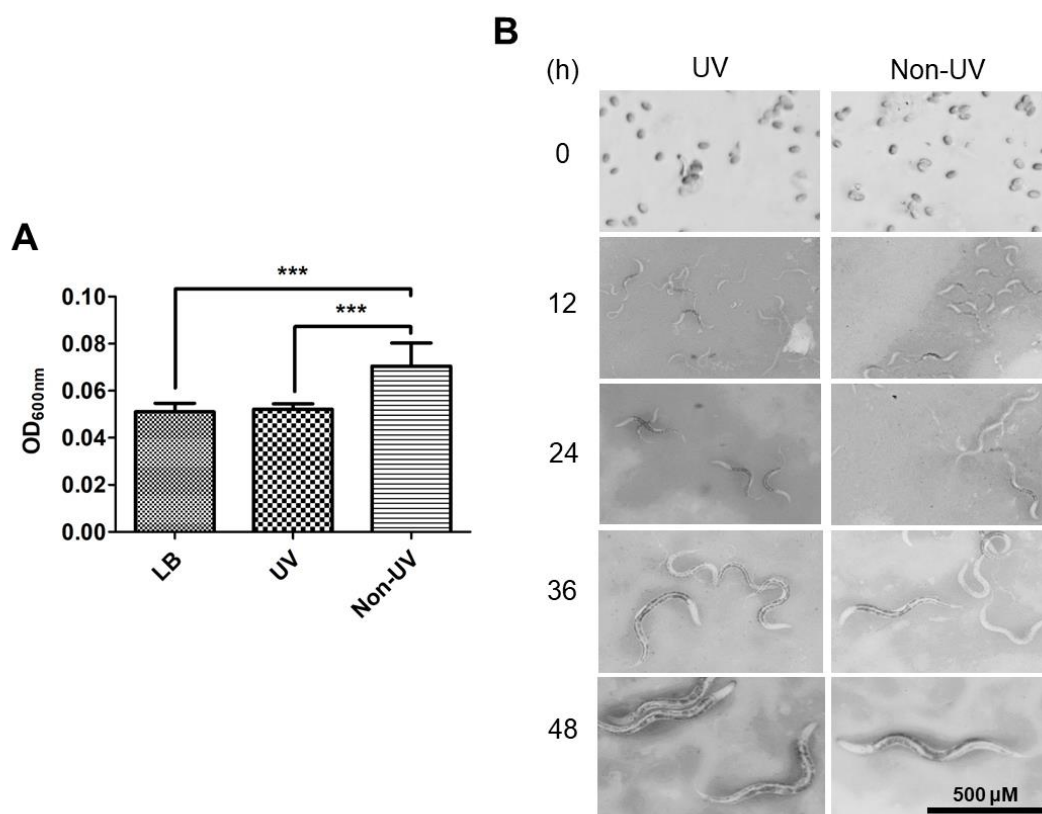 A
***
***
0.10
0.08
0.06
0.04
0.02
0.00
OD600nm
LB
UV
Non-UV
B
(h)
UV
Non-UV
0
12
24
36
48
500 µM